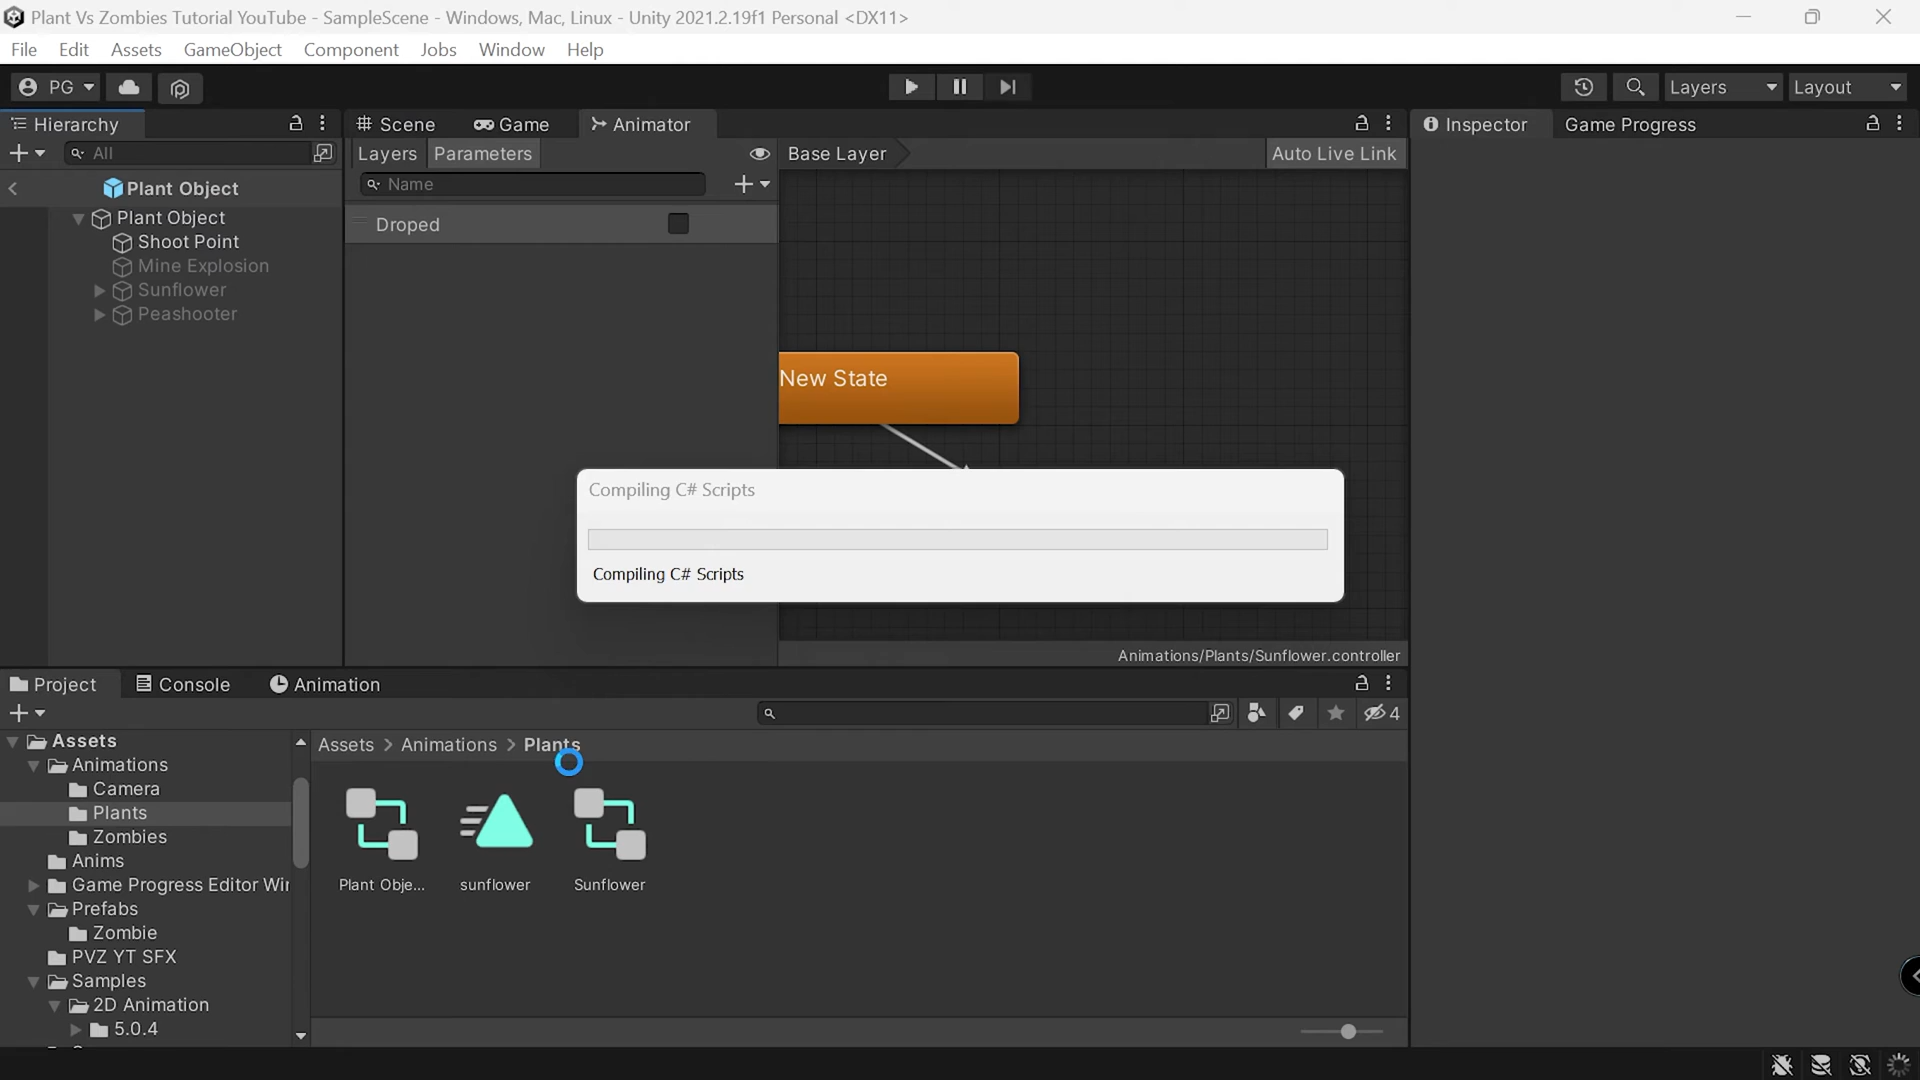 Plant Vs Zombies Tutorial YouTube - SampleScene - Windows, Mac, Linux - Unity 2021.2.19f1 Personal <DX11>
File Edit Assets GameObject Component Jobs Window Help
PG Layers Layout
Hierarchy Scene Game Animator Inspector Game Progress
All Layers Parameters Base Layer Auto Live Link
Plant Object Name
Plant Object
Droped
Shoot Point
Mine Explosion
Sunflower
Peashooter
New State
Compiling C# Scripts
Compiling C# Scripts
Animations/Plants/Sunflower.controller
Project Console Animation
4
Assets
Animations
Camera
Plants
Zombies
Anims
Game Progress Editor Wir
Prefabs
Zombie
PVZ YT SFX
Samples
2D Animation
5.0.4
Assets > Animations > Plants
Plant Obje... sunflower Sunflower